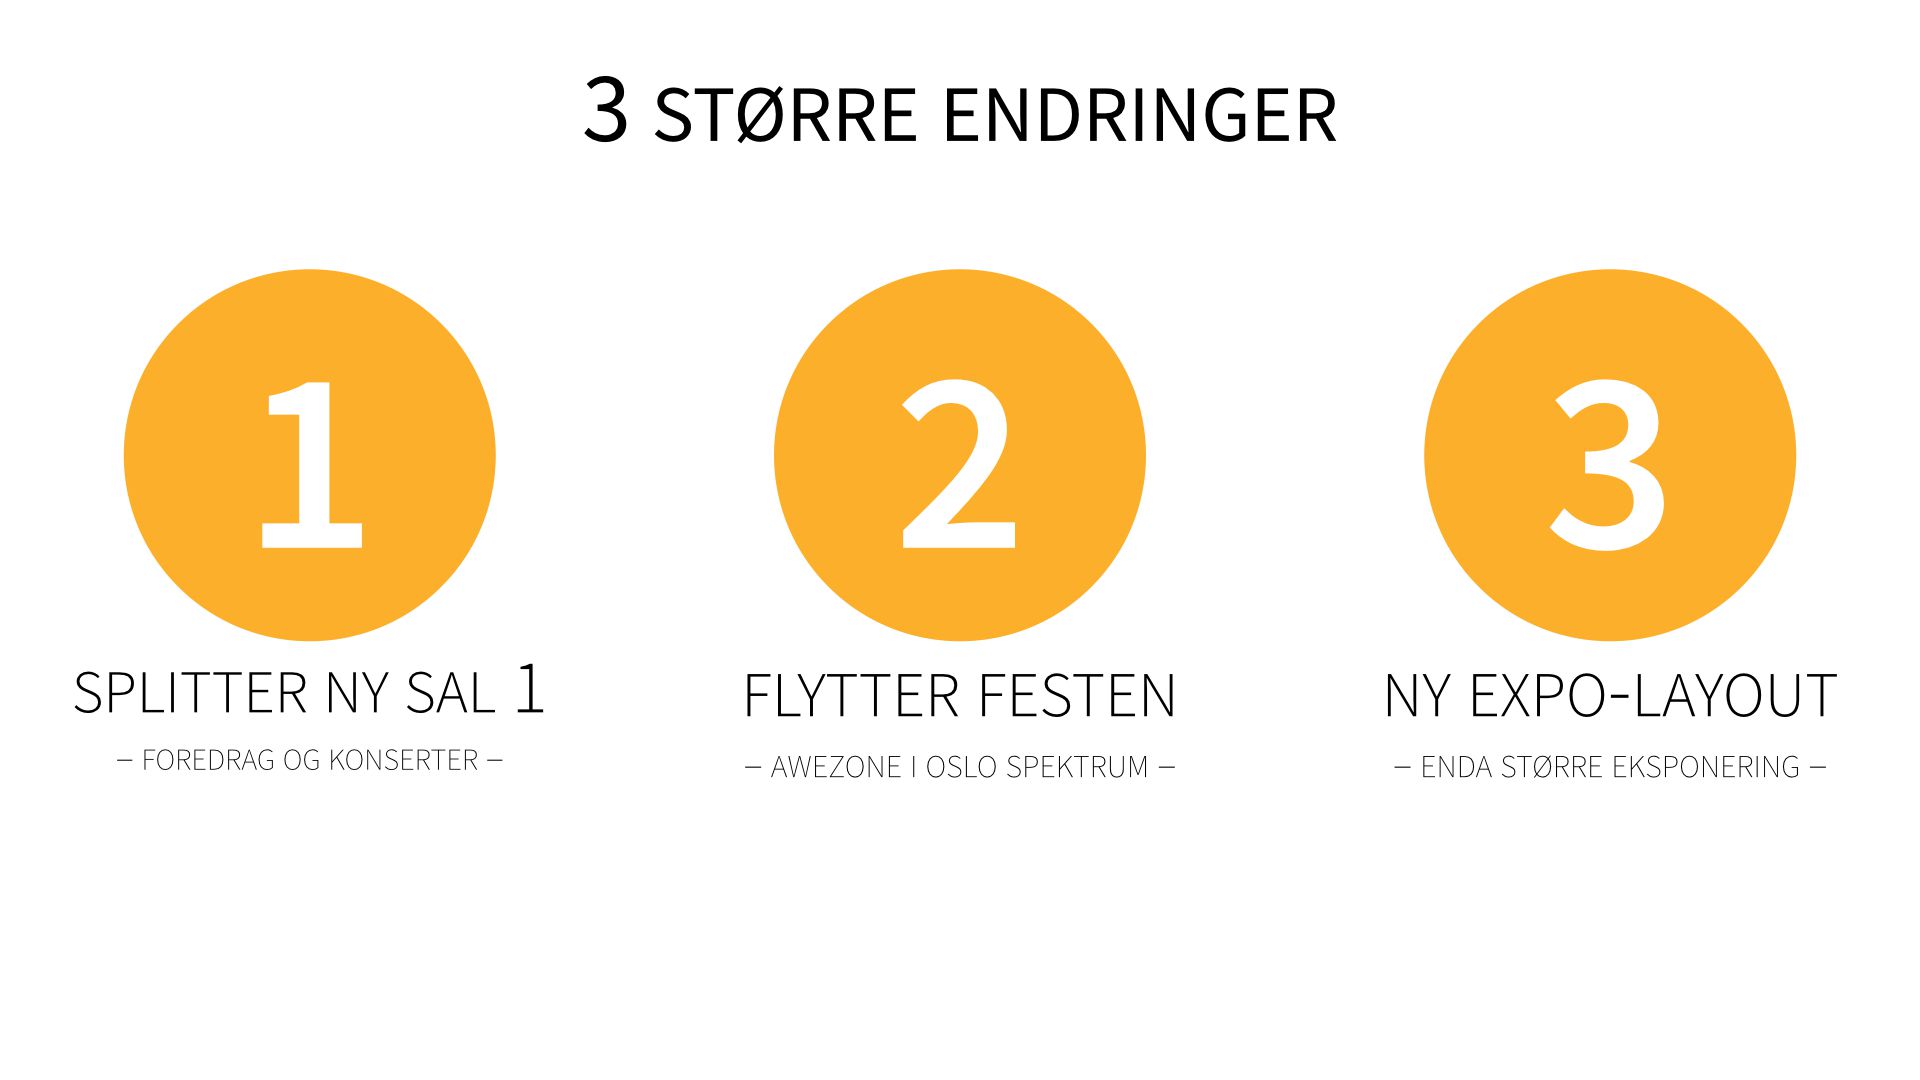 3 STØRRE ENDRINGER
1
2
3
SPLITTER NY SAL 1
– FOREDRAG OG KONSERTER –
FLYTTER FESTEN
– AWEZONE I OSLO SPEKTRUM –
NY EXPO-LAYOUT
– ENDA STØRRE EKSPONERING –